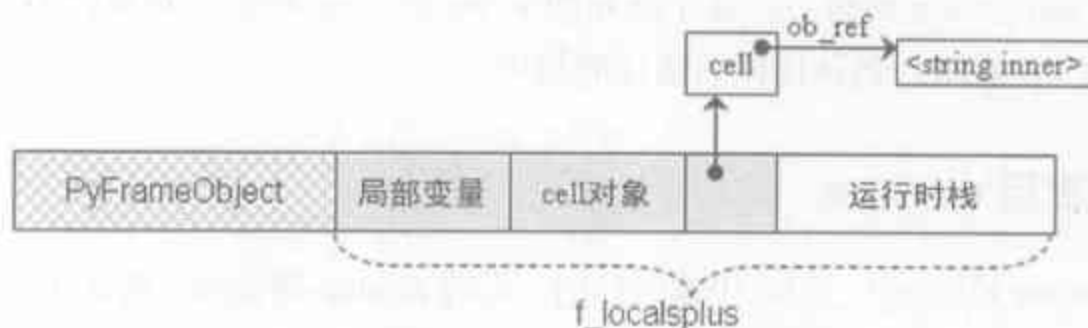 ob_ref
cell
<string inner>
PyFrameObject
局部变量
cell对象
运行时栈
f_localsplus